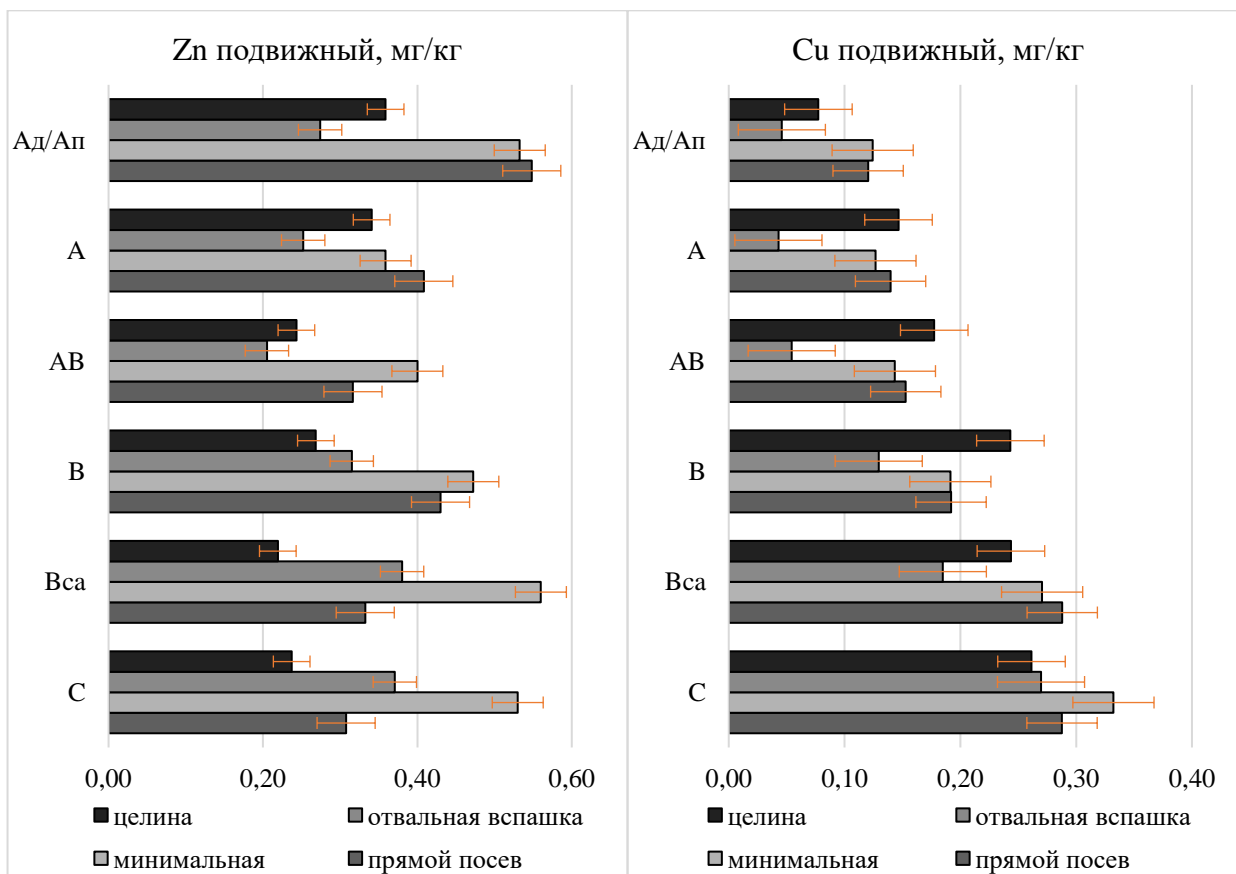 Zn подвижный, мг/кг
Ад/Ап
А
АВ
В
Вса
С
0,00 0,20 0,40 0,60
целина отвальная вспашка
минимальная прямой посев
Cu подвижный, мг/кг
Ад/Ап
А
АВ
В
Вса
С
0,00 0,10 0,20 0,30 0,40
целина отвальная вспашка
минимальная прямой посев